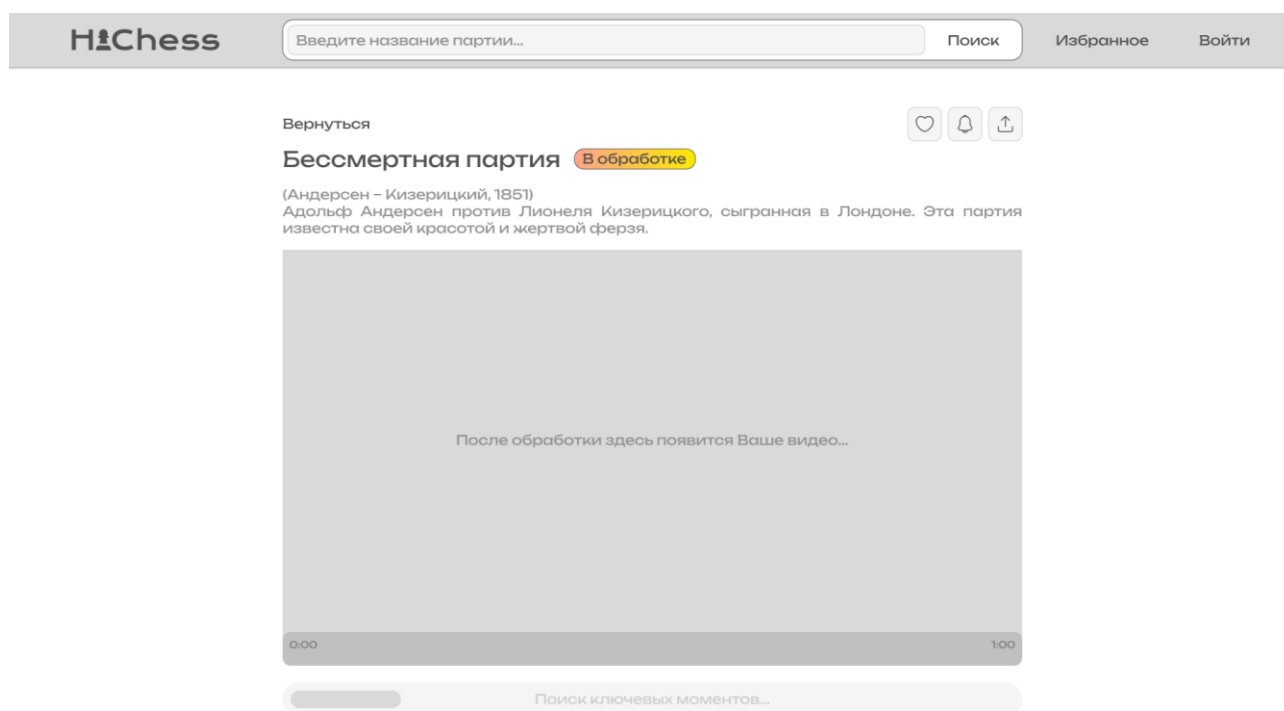 HiChess
Введите название партии...
Поиск
Избранное
Войти
Вернуться
Бессмертная партия
В обработке
(Андерсен – Кизерицкий, 1851)
Адольф Андерсен против Лионеля Кизерицкого, сыгранная в Лондоне. Эта партия
известна своей красотой и жертвой ферзя.
После обработки здесь появится Ваше видео...
0:00
1:00
Поиск ключевых моментов...